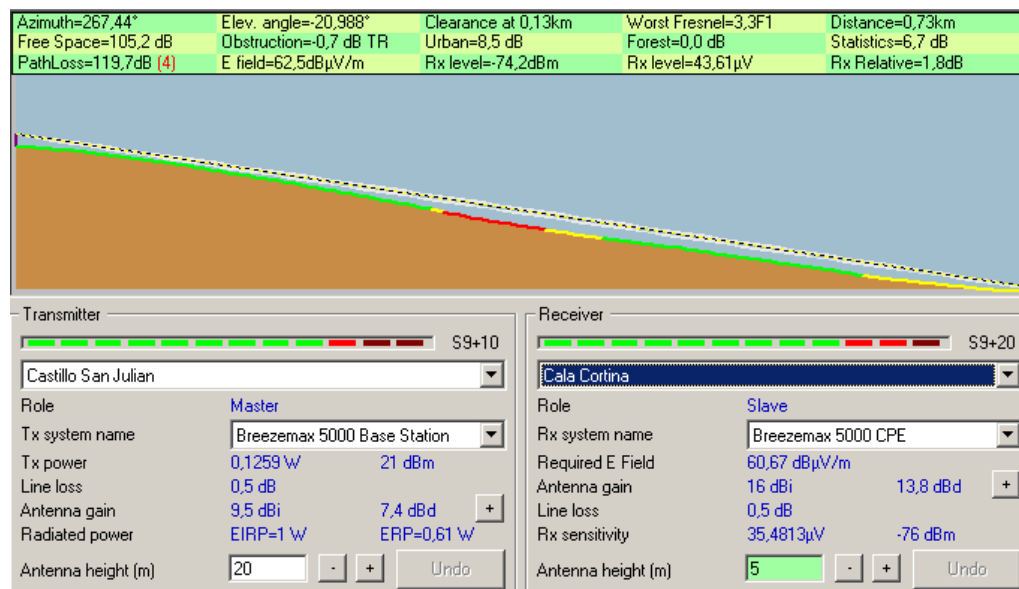 Azimuth=267,44° Elev. angle=-20,988° Clearance at 0,13km Worst Fresnel=3,3F1 Distance=0,73km
Free Space=105,2 dB Obstruction=-0,7 dB TR Urban=8,5 dB Forest=0,0 dB Statistics=6,7 dB
PathLoss=119,7dB (4) E field=62,5dBµV/m Rx level=-74,2dBm Rx level=43,61µV Rx Relative=1,8dB
Transmitter
S9+10
Castillo San Julian
Role Master
Tx system name Breezemax 5000 Base Station
Tx power 0,1259 W 21 dBm
Line loss 0,5 dB
Antenna gain 9,5 dBi 7,4 dBd +
Radiated power EIRP=1 W ERP=0,61 W
Antenna height (m) 20 - + Undo
Receiver
S9+20
Cala Cortina
Role Slave
Rx system name Breezemax 5000 CPE
Required E Field 60,67 dBµV/m
Antenna gain 16 dBi 13,8 dBd +
Line loss 0,5 dB
Rx sensitivity 35,4813µV -76 dBm
Antenna height (m) 5 - + Undo